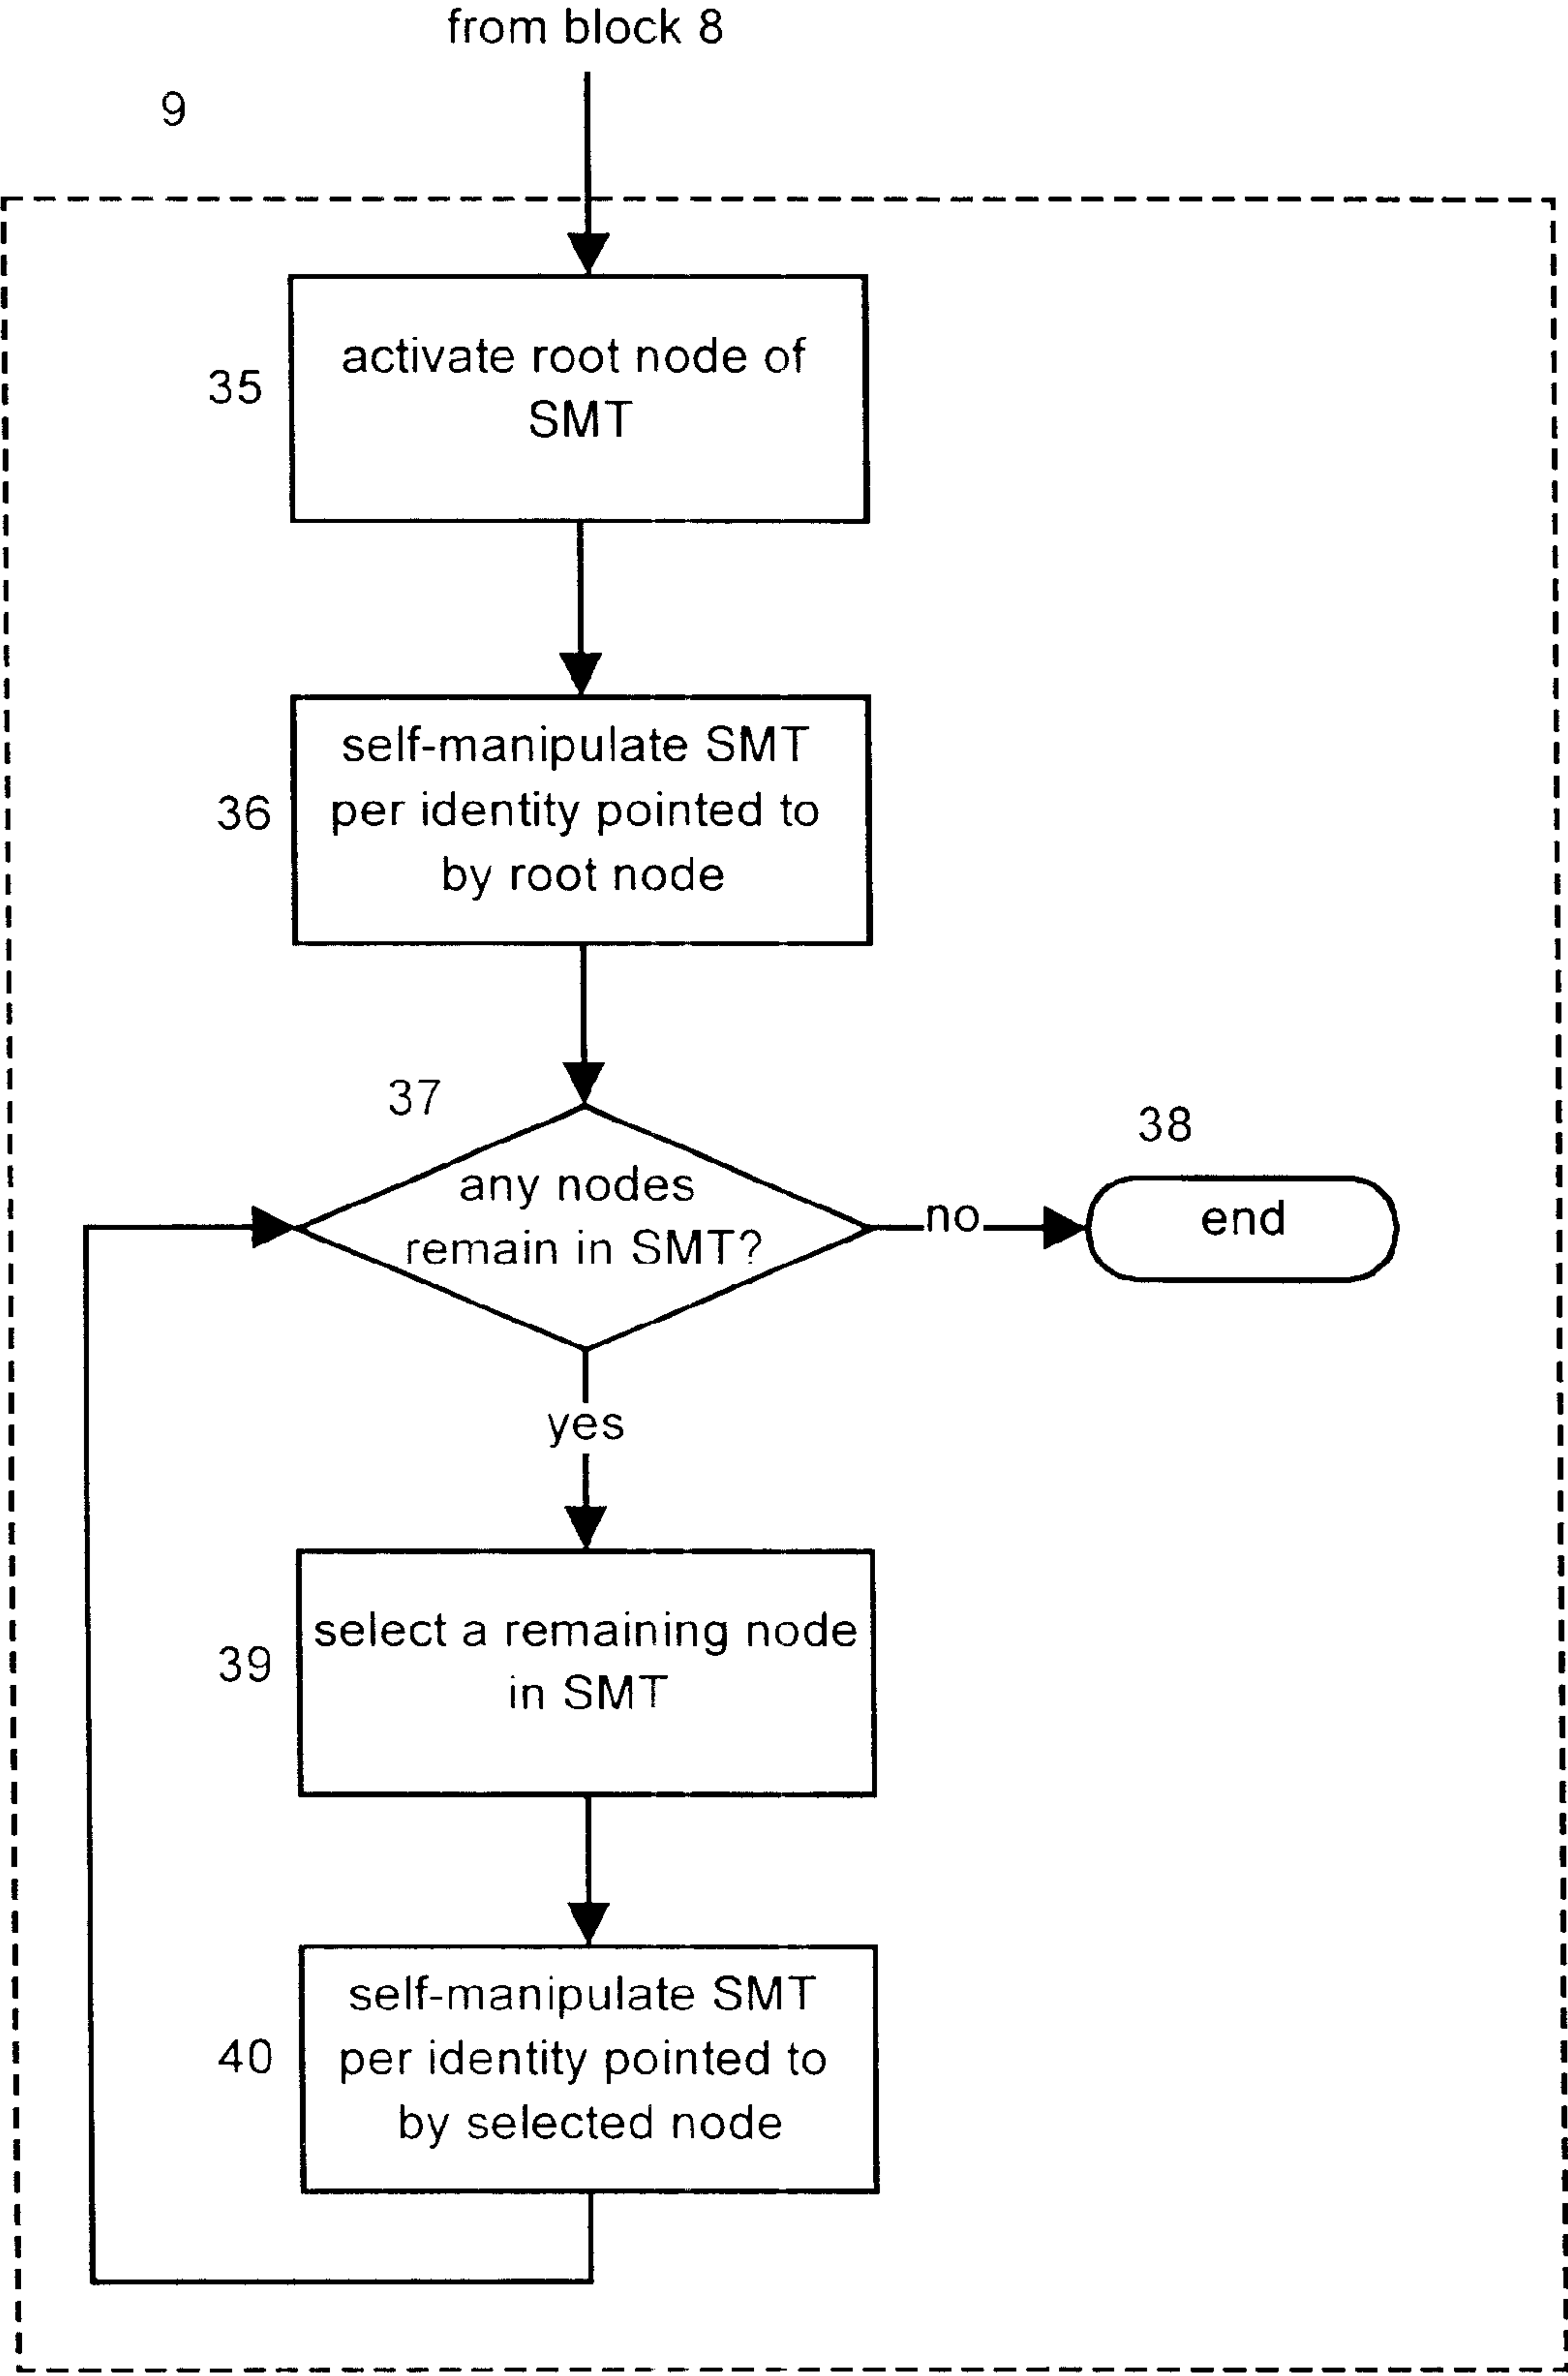 from block 8
9
35
activate root node of
SMT
36
self-manipulate SMT
per identity pointed to
by root node
37
any nodes
remain in SMT?
no
38
end
yes
39
select a remaining node
in SMT
40
self-manipulate SMT
per identity pointed to
by selected node